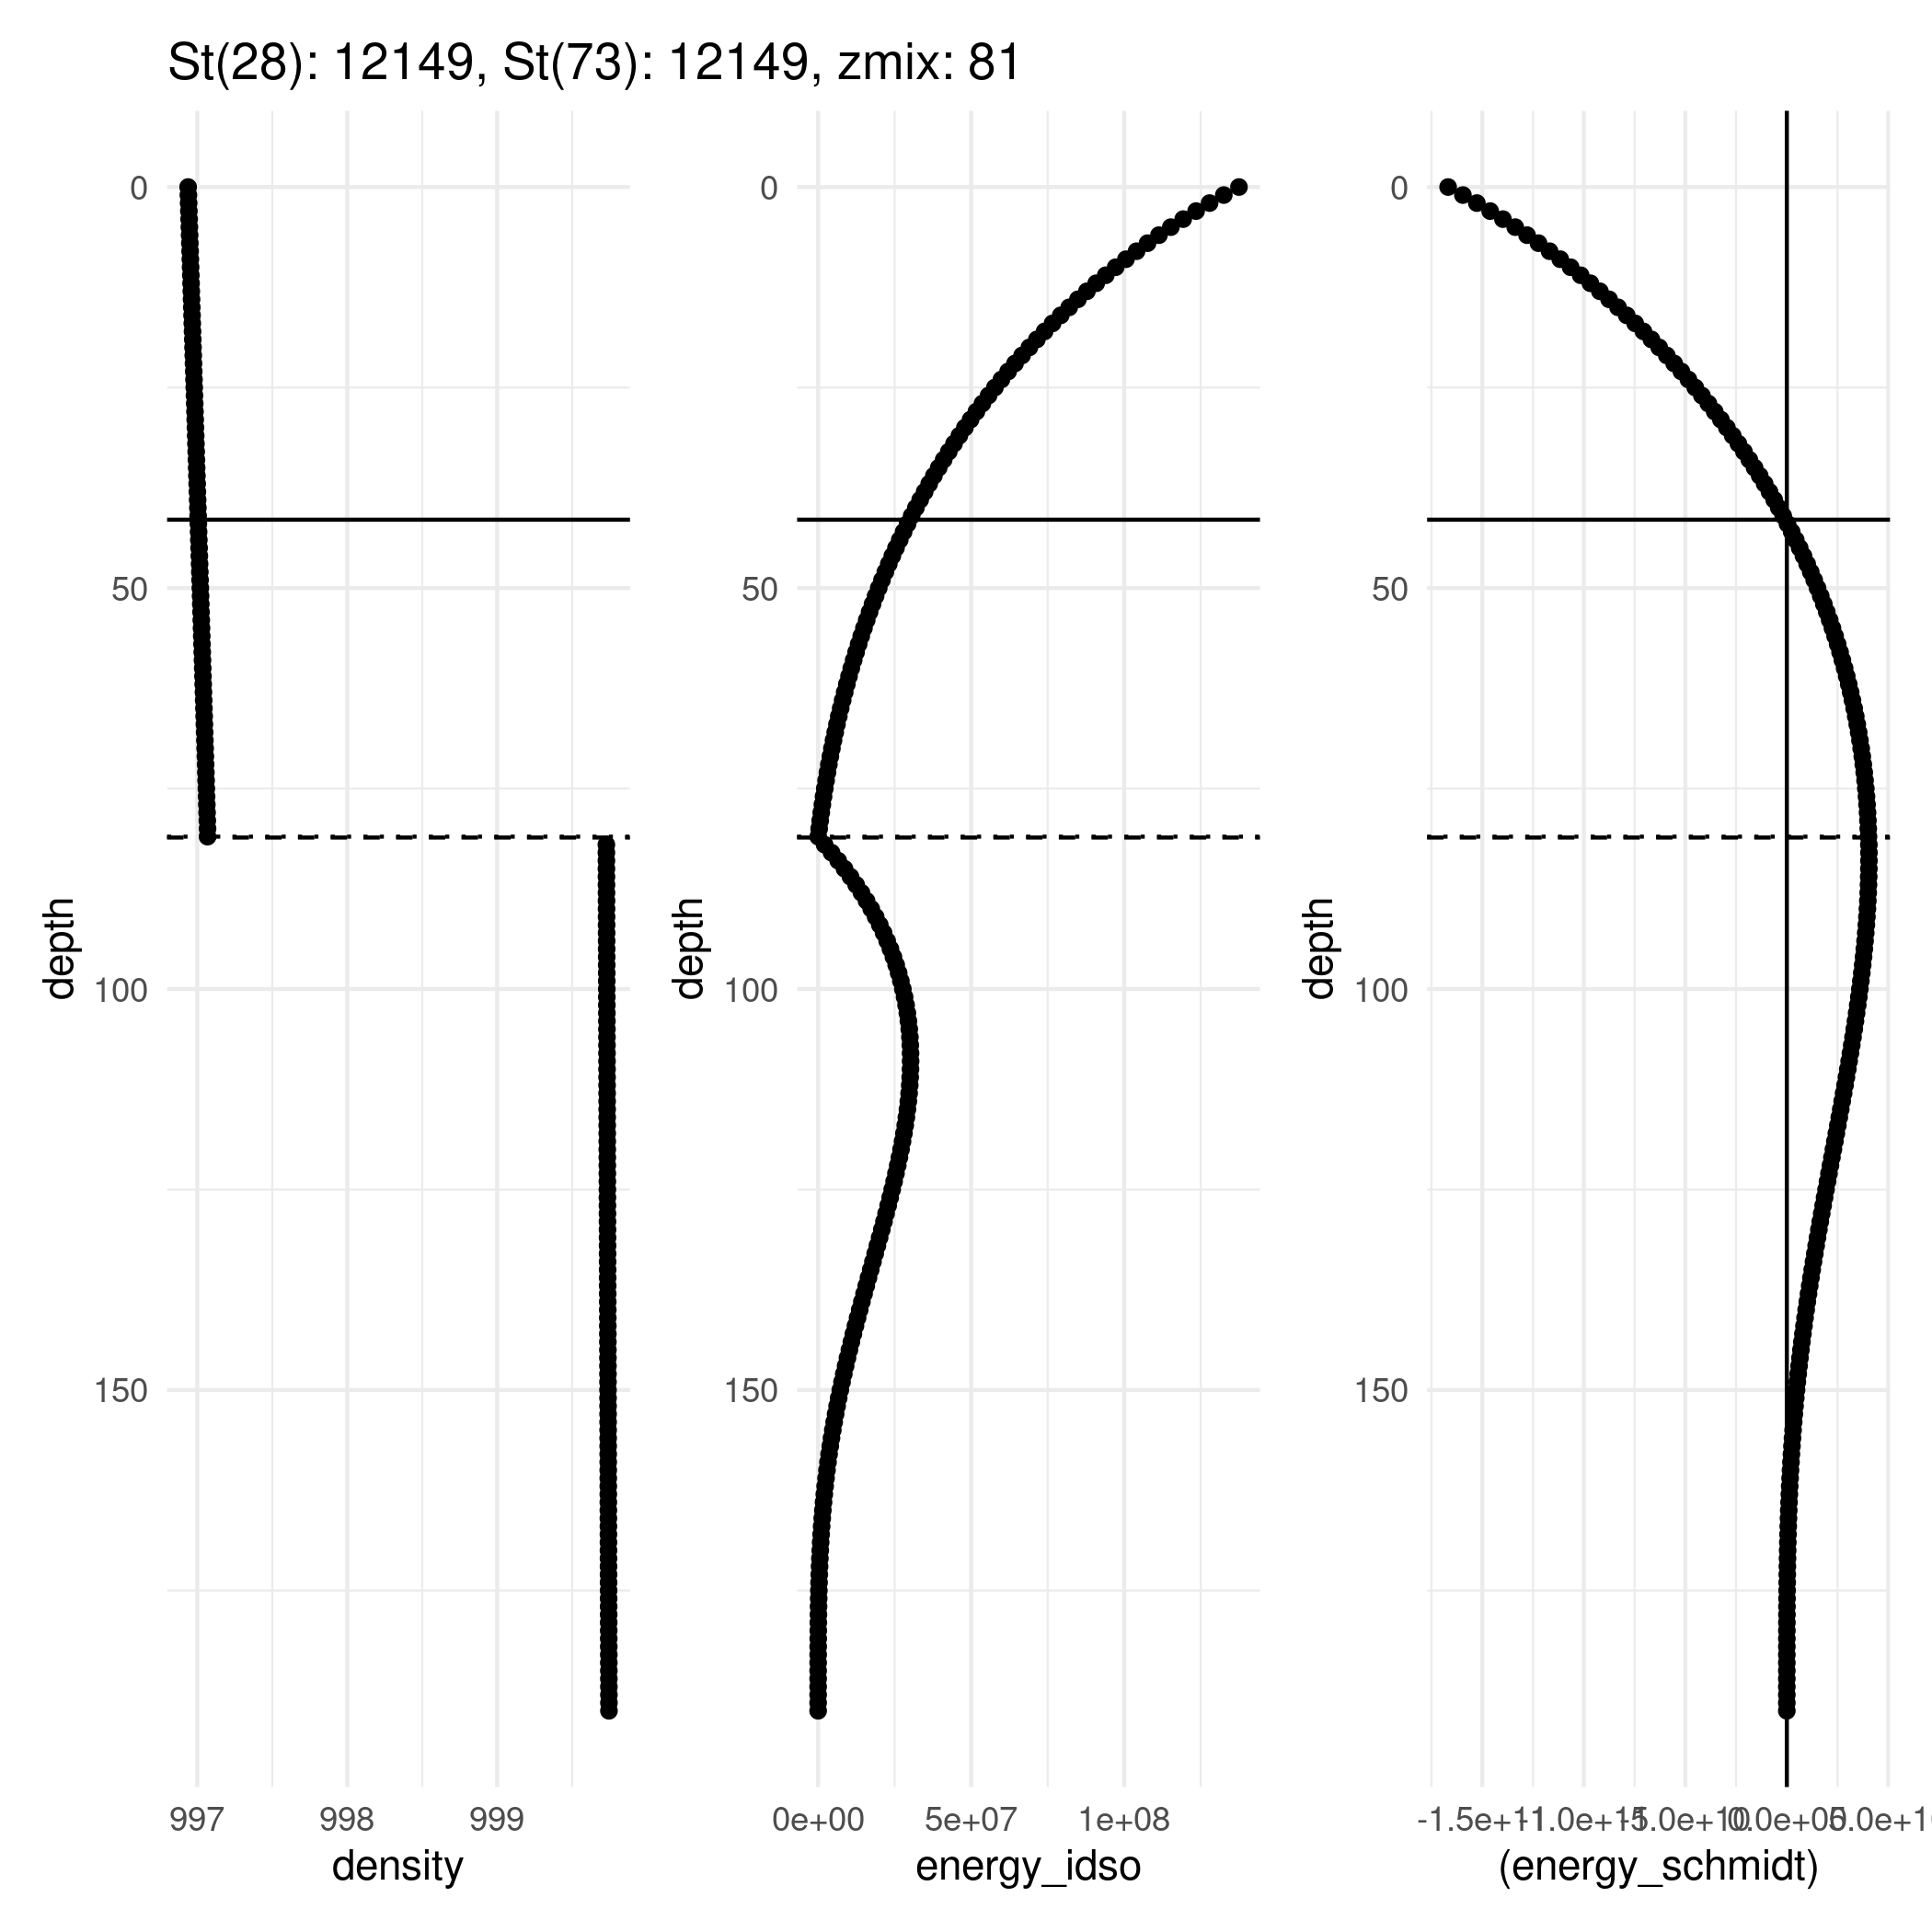 St(28): 12149, St(73): 12149, zmix: 81
0
50
100
150
depth
997 998 999
density
0
50
100
150
depth
0e+00 5e+07 1e+08
energy_idso
0
50
100
150
depth
(energy_schmidt)